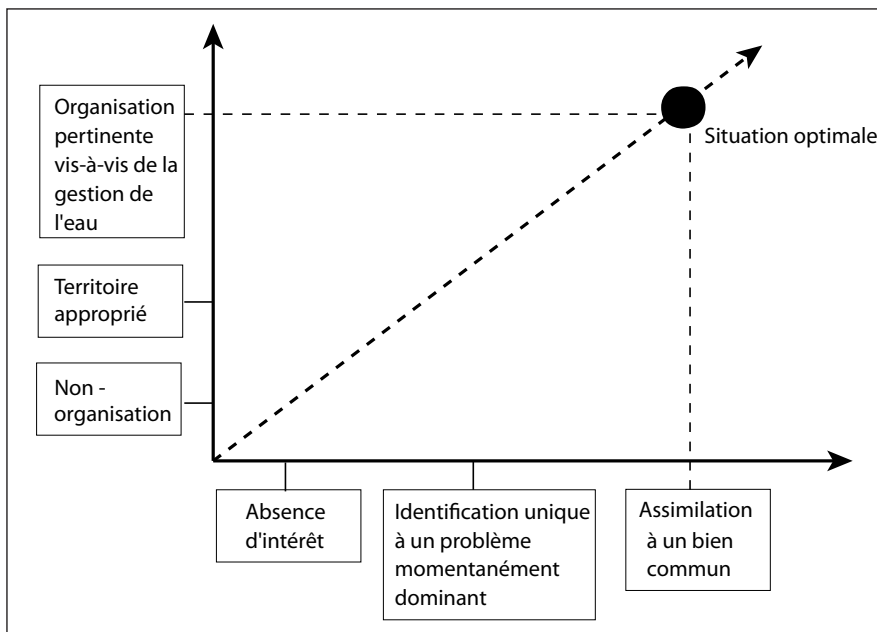 Organisation
pertinente
vis-à-vis de la
gestion de
l'eau
Situation optimale
Territoire
approprié
Non -
organisation
Absence
d'intérêt
Identification unique
à un problème
momentanément
dominant
Assimilation
à un bien
commun